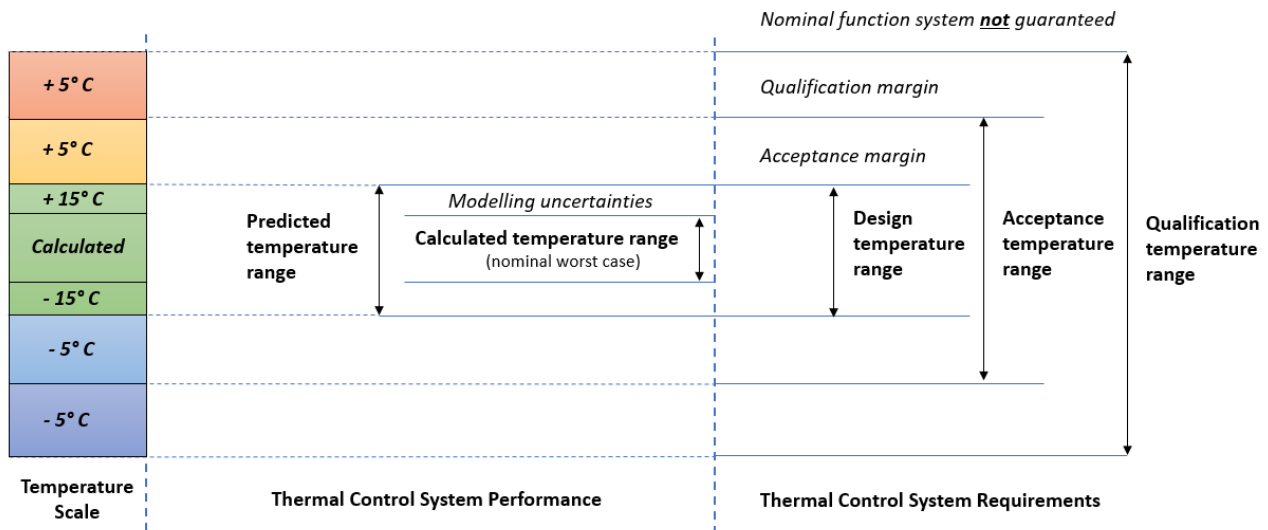 Nominal function system not guaranteed
+ 5° C
Qualification margin
+ 5° C
Acceptance margin
+ 15° C
Modelling uncertainties
Predicted
temperature
range
Calculated
Calculated temperature range
(nominal worst case)
Design
temperature
range
Acceptance
temperature
range
Qualification
temperature
range
- 15° C
- 5° C
- 5° C
Temperature
Scale
Thermal Control System Performance
Thermal Control System Requirements